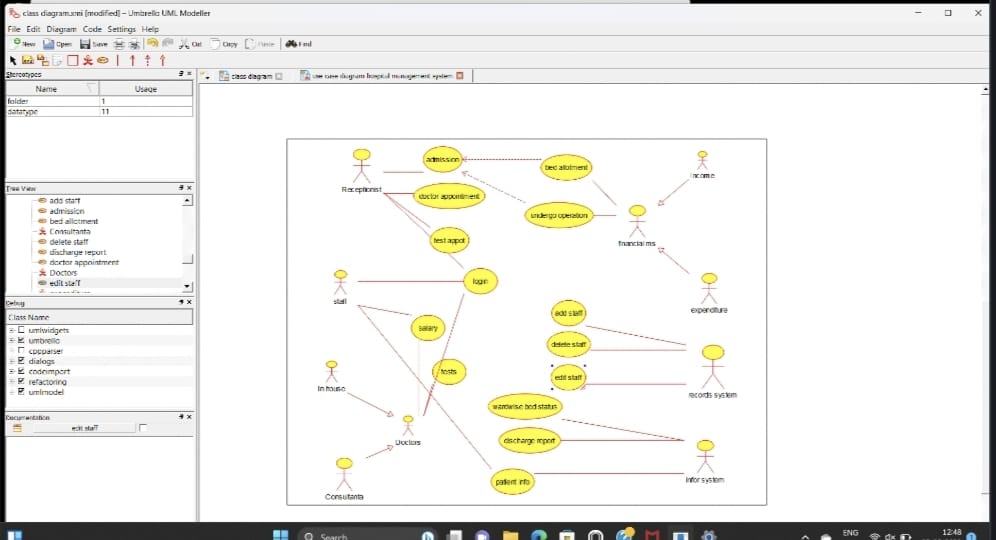 class diagram.xmi [modified] – Umbrello UML Modeller
File Edit Diagram Code Settings Help
New Open Save Cut Copy Paste Find
Stereotypes
Name Usage
folder 1
datatype 11
class diagram
use case diagram hospital management system
Tree View
add staff
admission
bed allotment
Consultanta
delete staff
discharge report
doctor appointment
Doctors
edit staff
Debug
Class Name
umlwidgets
umbrello
cppparser
dialogs
codeimport
refactoring
umlmodel
Documentation
edit staff
admission
bed allotment
Income
Receptionist
doctor appointment
undergo operation
financial ms
test appot
login
staff
expenditure
add staff
salary
delete staff
tests
edit staff
In house
records system
wardwise bed status
Doctors
discharge report
patient info
infor system
Consultanta
Search
ENG
12:48